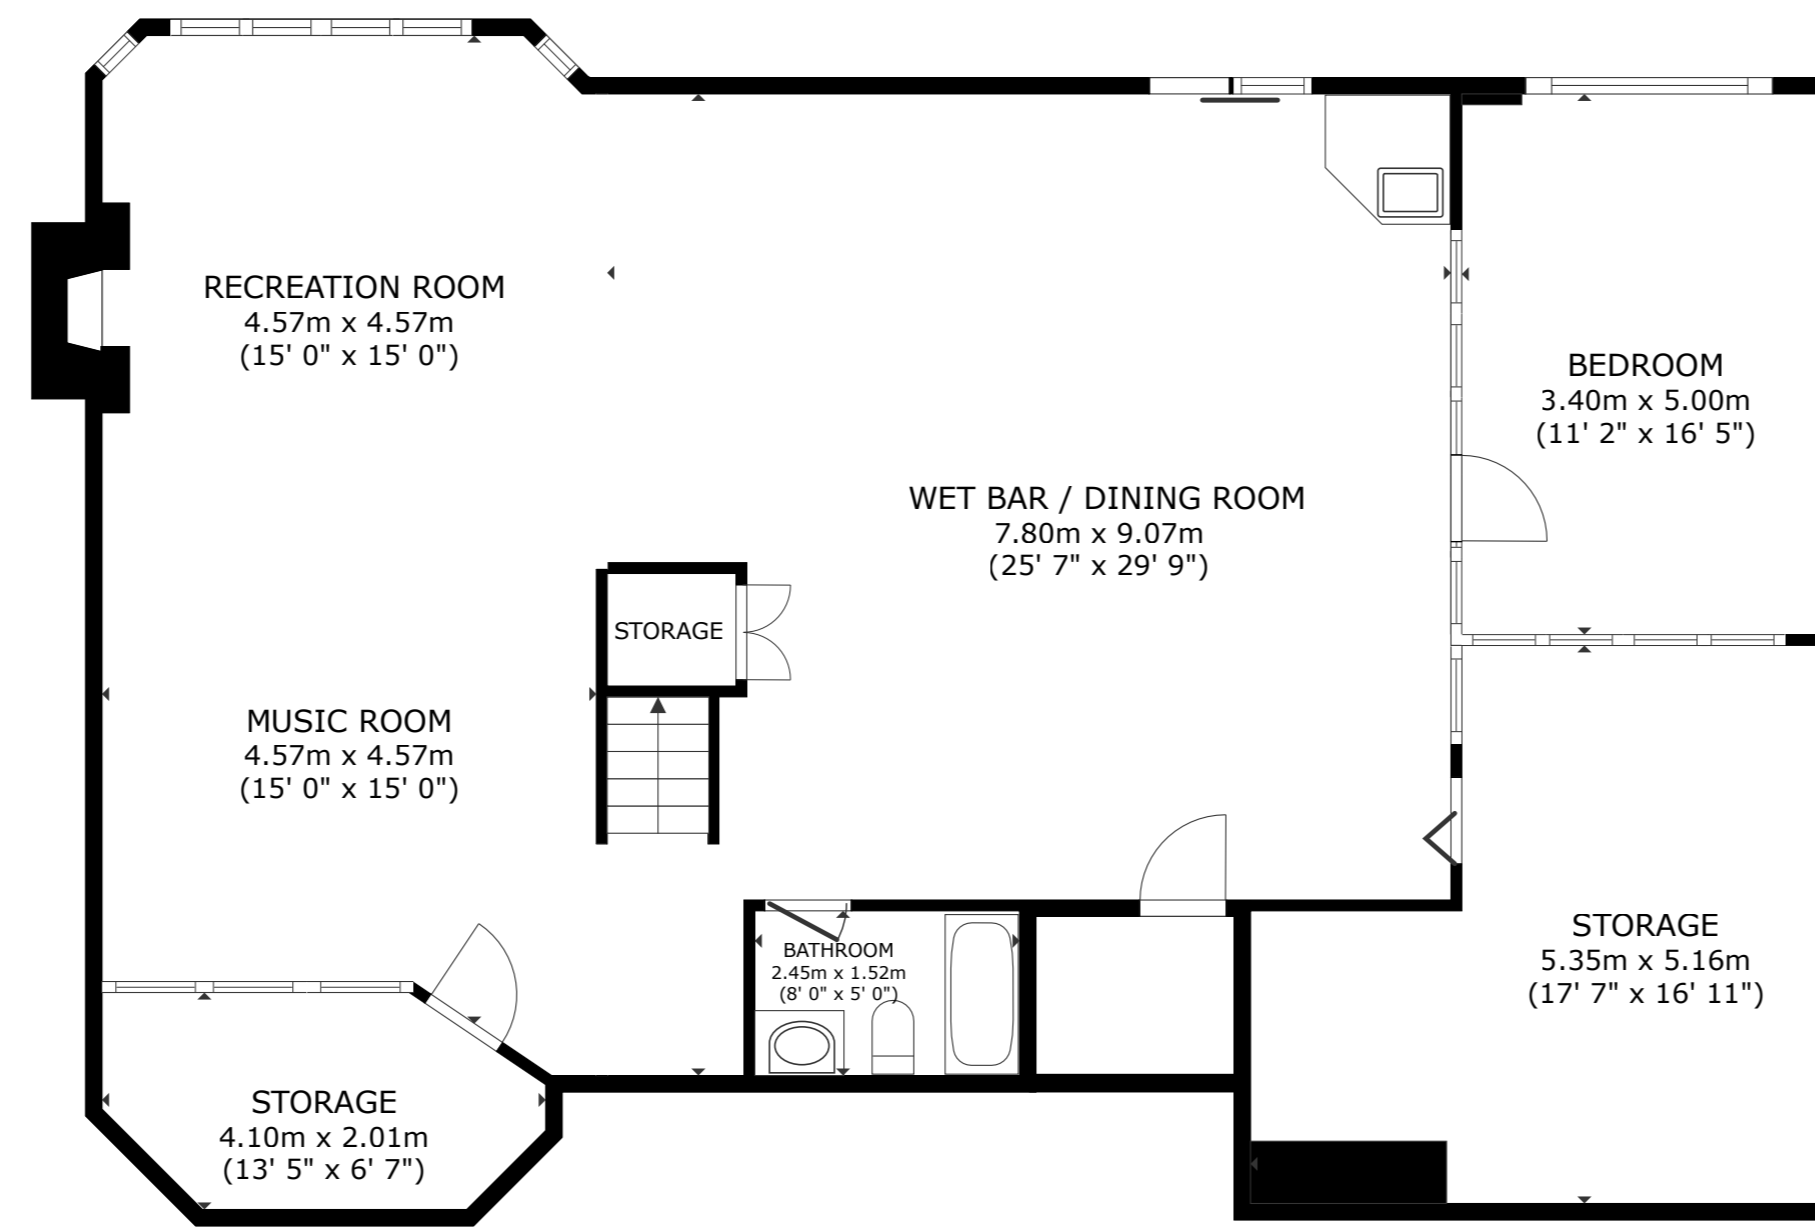 RECREATION ROOM
4.57m x 4.57m
(15' 0" x 15' 0")
BEDROOM
3.40m x 5.00m
(11' 2" x 16' 5")
WET BAR / DINING ROOM
7.80m x 9.07m
(25' 7" x 29' 9")
STORAGE
MUSIC ROOM
4.57m x 4.57m
(15' 0" x 15' 0")
STORAGE
5.35m x 5.16m
(17' 7" x 16' 11")
BATHROOM
2.45m x 1.52m
(8' 0" x 5' 0")
STORAGE
4.10m x 2.01m
(13' 5" x 6' 7")